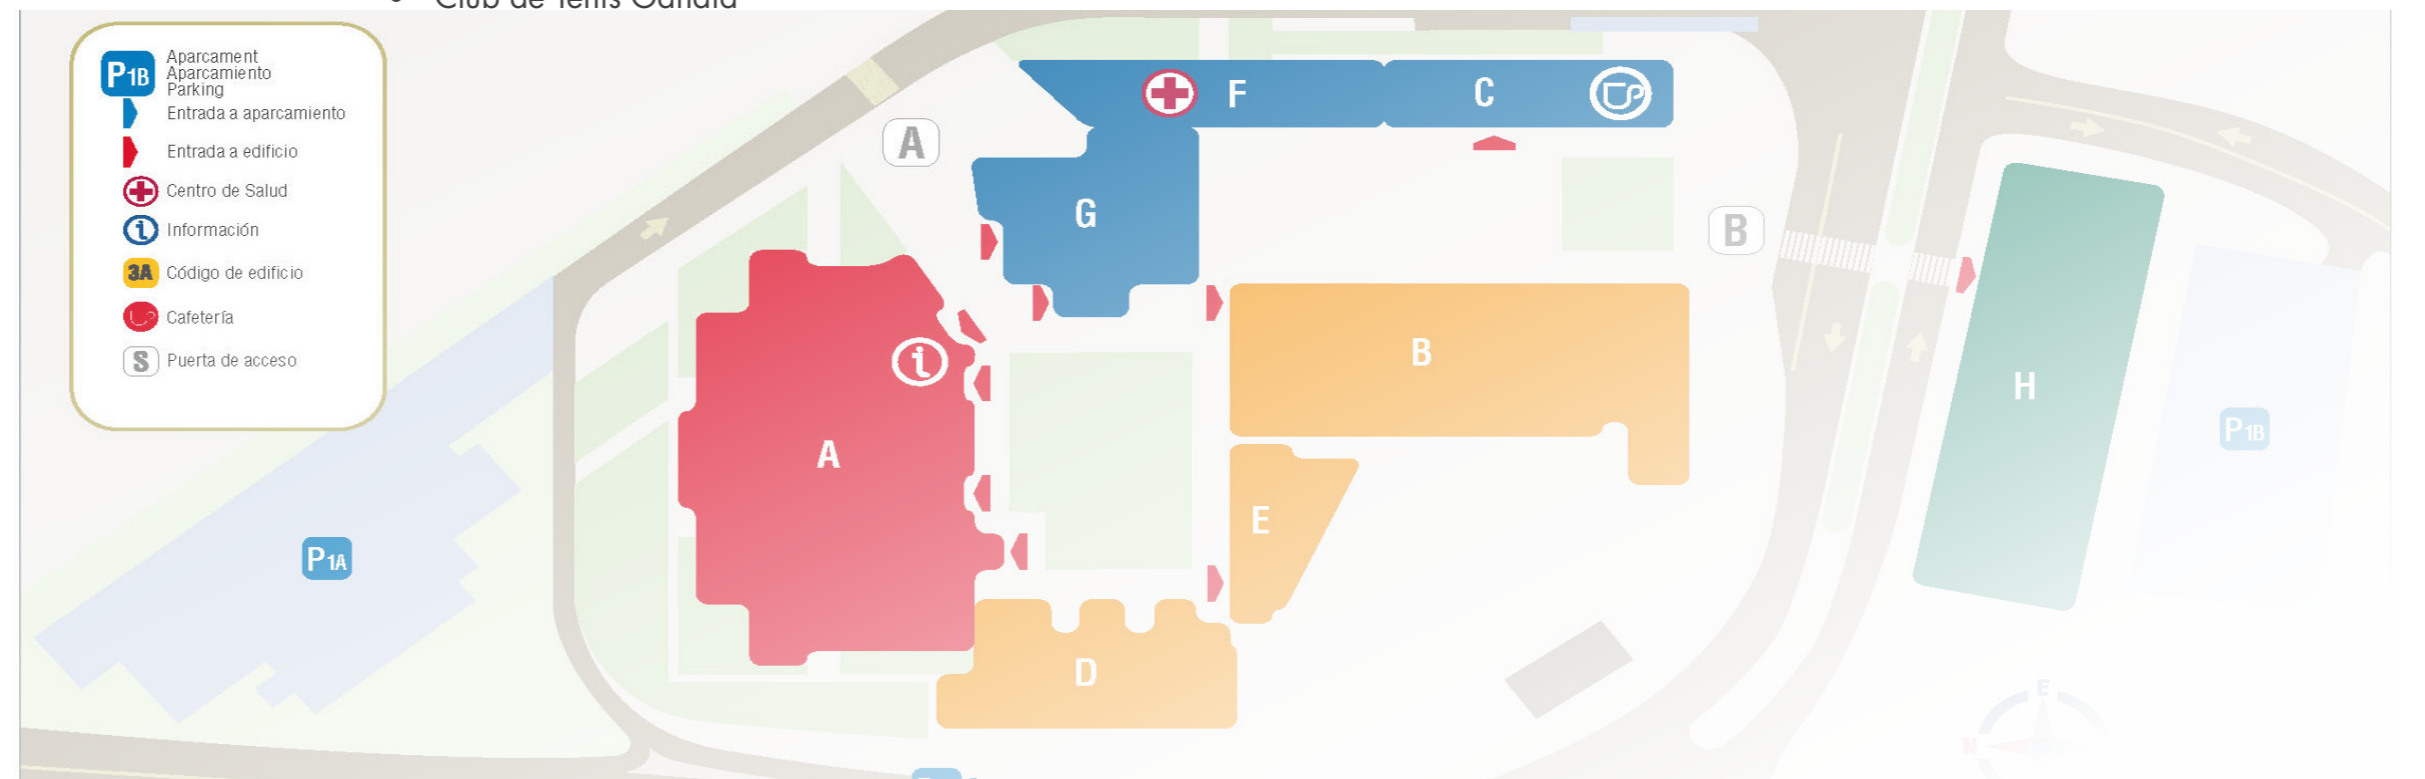 Club de Tenis Gandia
P1B
Aparcament
Aparcamiento
Parking
Entrada a aparcamiento
Entrada a edificio
Centro de Salud
i Información
3A Código de edificio
Cafetería
S Puerta de acceso
A
F
C
G
B
i
A
B
E
D
H
P1A
P1B
E
N